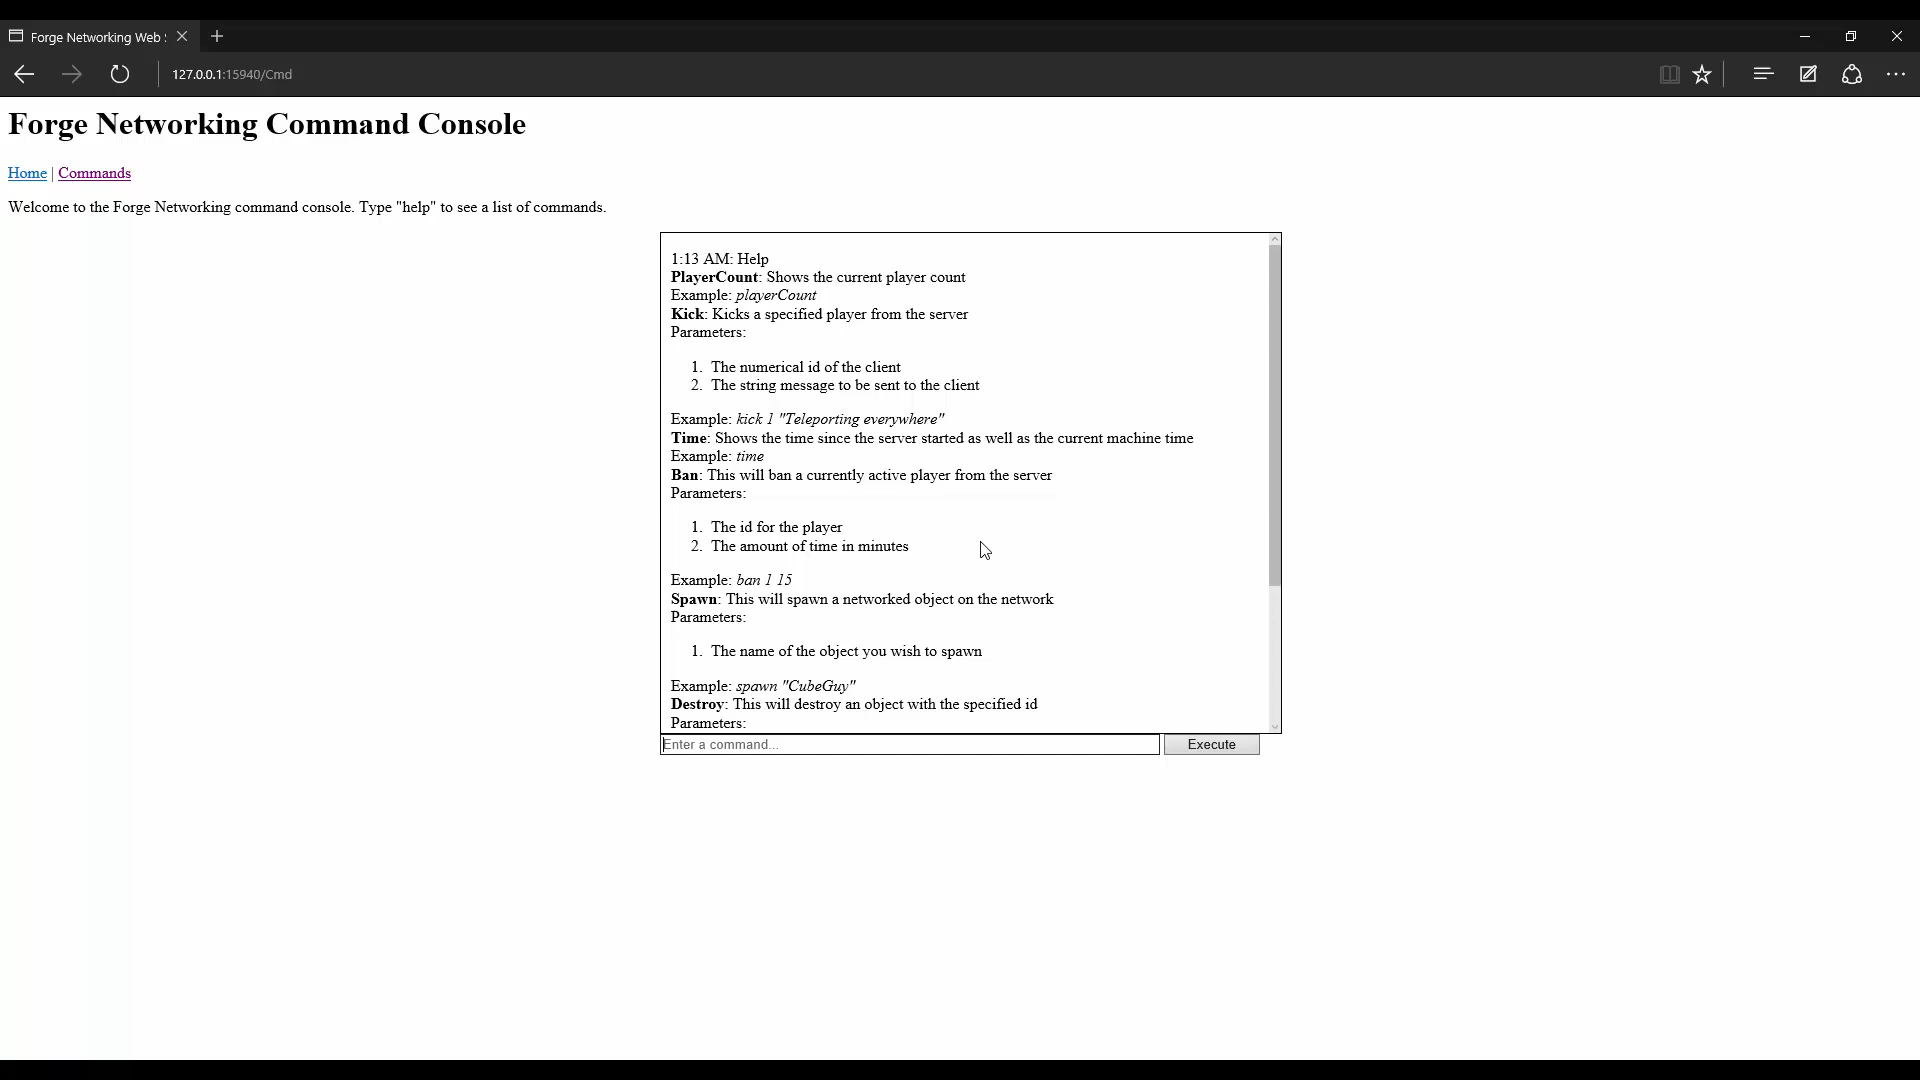 Forge Networking Web
127.0.0.1:15940/Cmd
Forge Networking Command Console
Home | Commands
Welcome to the Forge Networking command console. Type "help" to see a list of commands.
1:13 AM: Help
PlayerCount: Shows the current player count
Example: playerCount
Kick: Kicks a specified player from the server
Parameters:
1. The numerical id of the client
2. The string message to be sent to the client
Example: kick 1 "Teleporting everywhere"
Time: Shows the time since the server started as well as the current machine time
Example: time
Ban: This will ban a currently active player from the server
Parameters:
1. The id for the player
2. The amount of time in minutes
Example: ban 1 15
Spawn: This will spawn a networked object on the network
Parameters:
1. The name of the object you wish to spawn
Example: spawn "CubeGuy"
Destroy: This will destroy an object with the specified id
Parameters:
Enter a command...
Execute